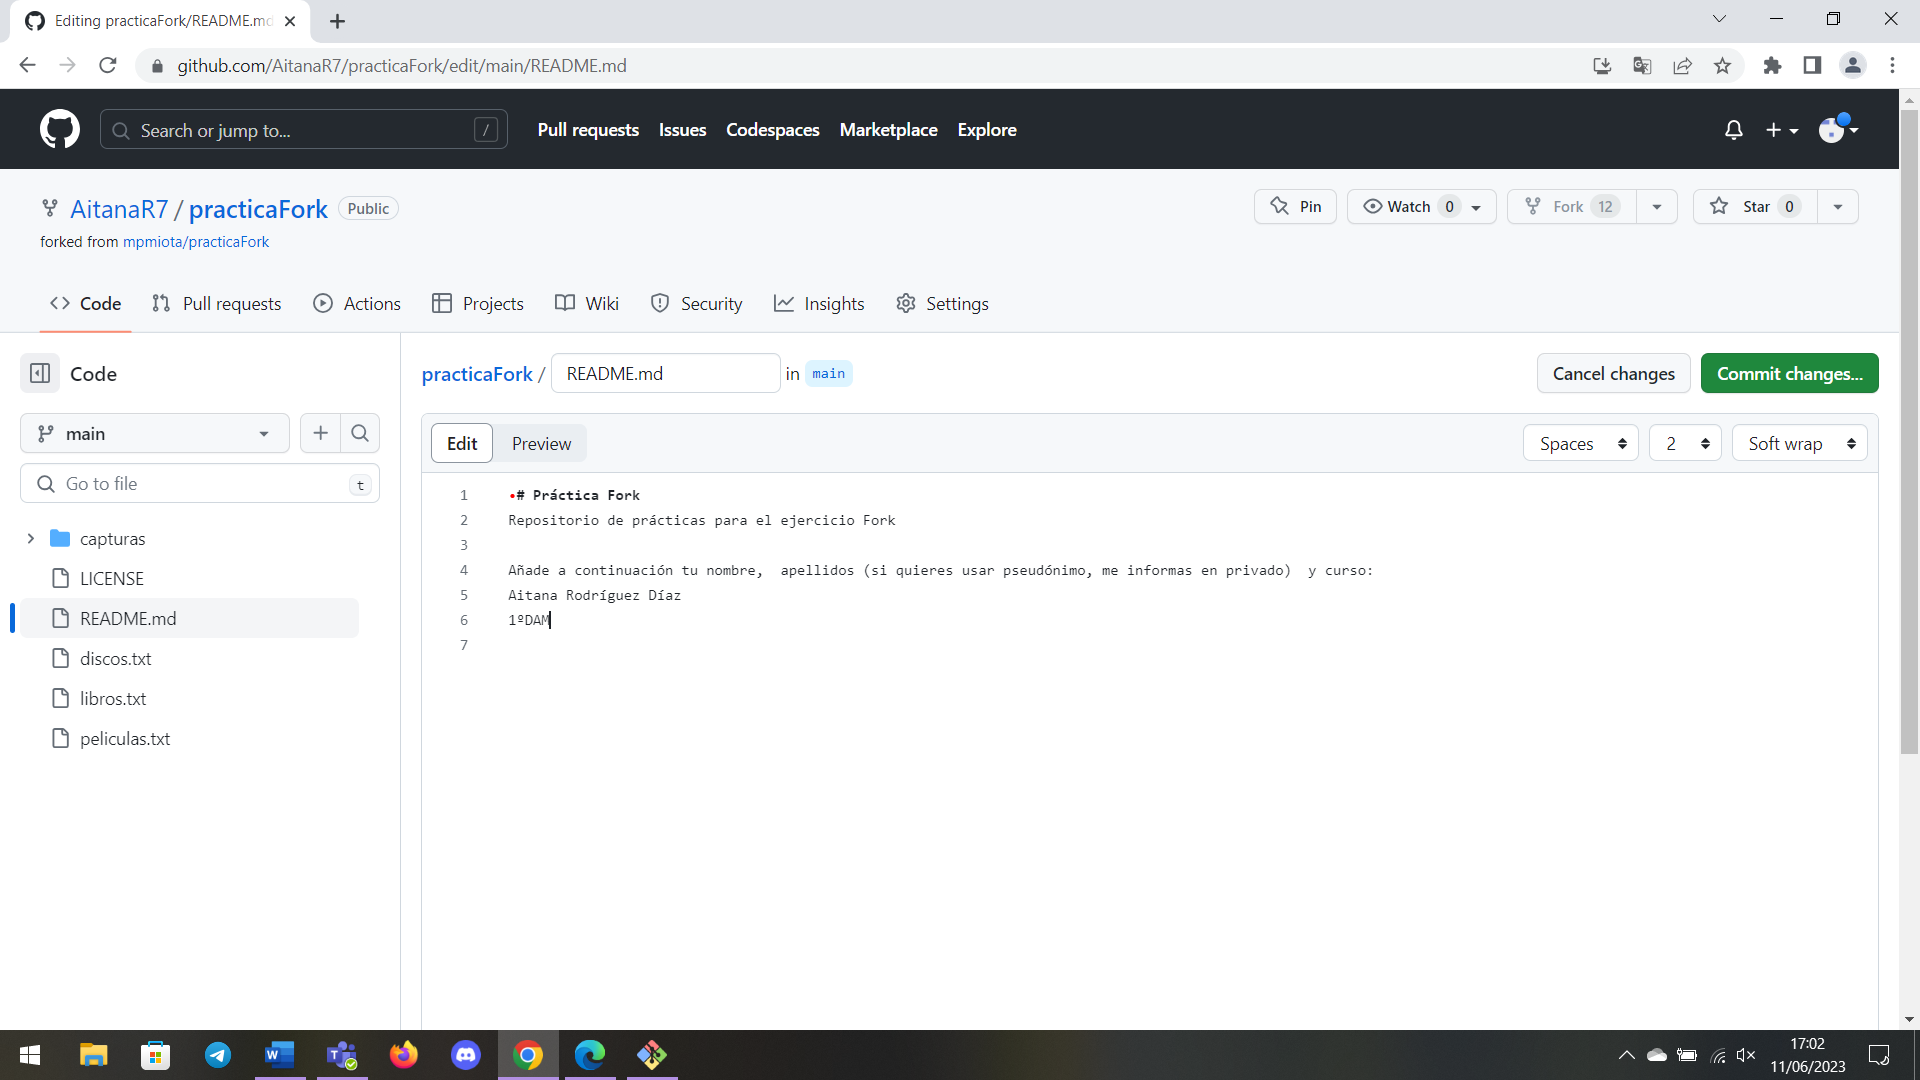 Editing practicaFork/README.md
github.com/AitanaR7/practicaFork/edit/main/README.md
Search or jump to... /
Pull requests Issues Codespaces Marketplace Explore
AitanaR7 / practicaFork Public
Pin Watch 0 Fork 12 Star 0
forked from mpmiota/practicaFork
Code Pull requests Actions Projects Wiki Security Insights Settings
Code
main
Go to file t
capturas
LICENSE
README.md
discos.txt
libros.txt
peliculas.txt
practicaFork / README.md in main
Cancel changes Commit changes...
Edit Preview
Spaces 2 Soft wrap
1 •# Práctica Fork
2 Repositorio de prácticas para el ejercicio Fork
3
4 Añade a continuación tu nombre,  apellidos (si quieres usar pseudónimo, me informas en privado)  y curso:
5 Aitana Rodríguez Díaz
6 1ºDAM
7
17:02
11/06/2023